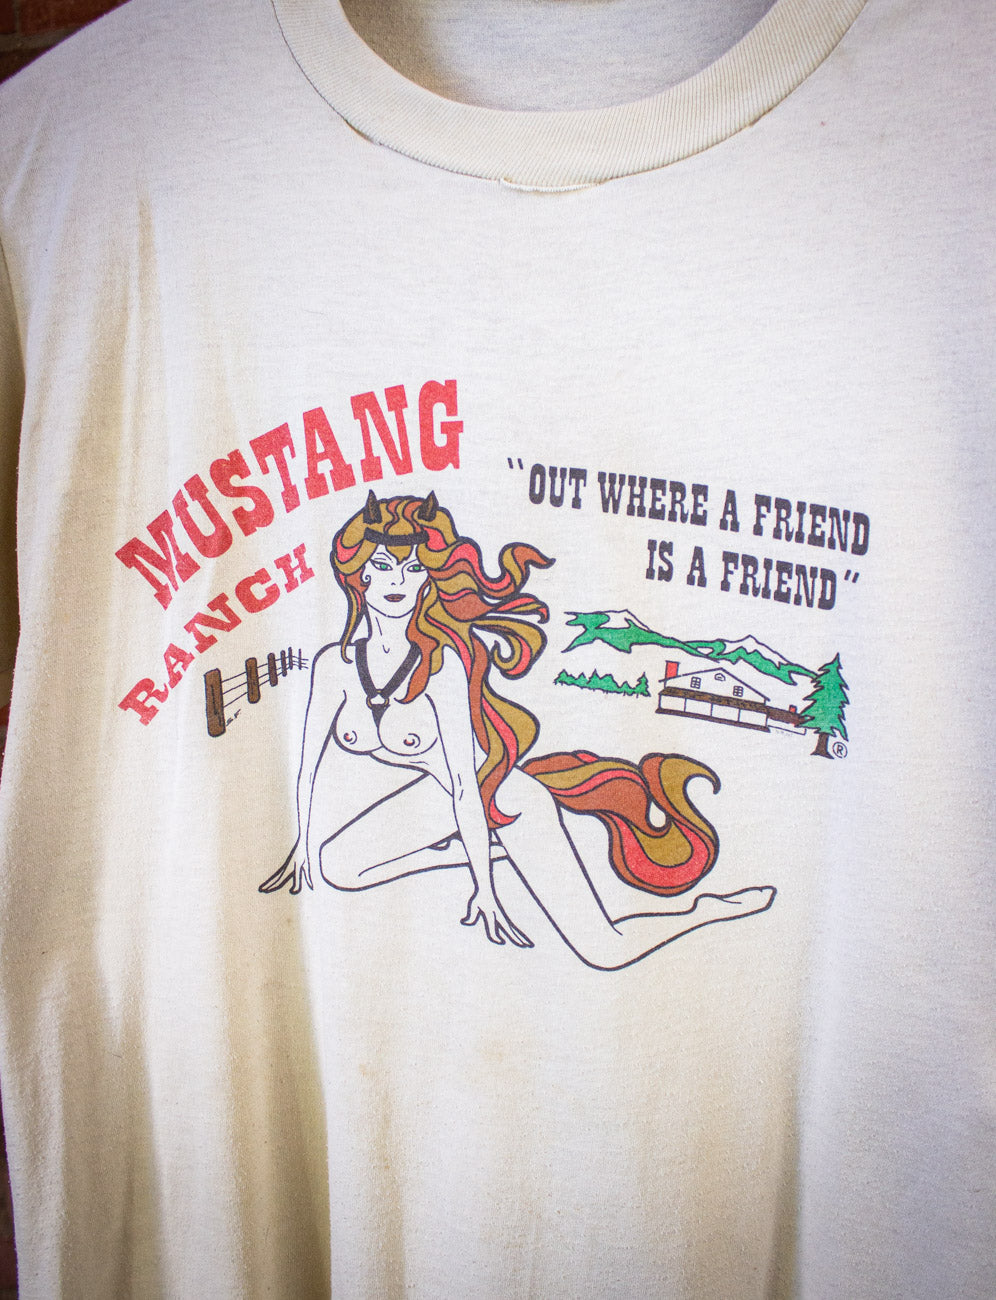 MUSTANG
RANCH
"OUT WHERE A FRIEND
IS A FRIEND"
®